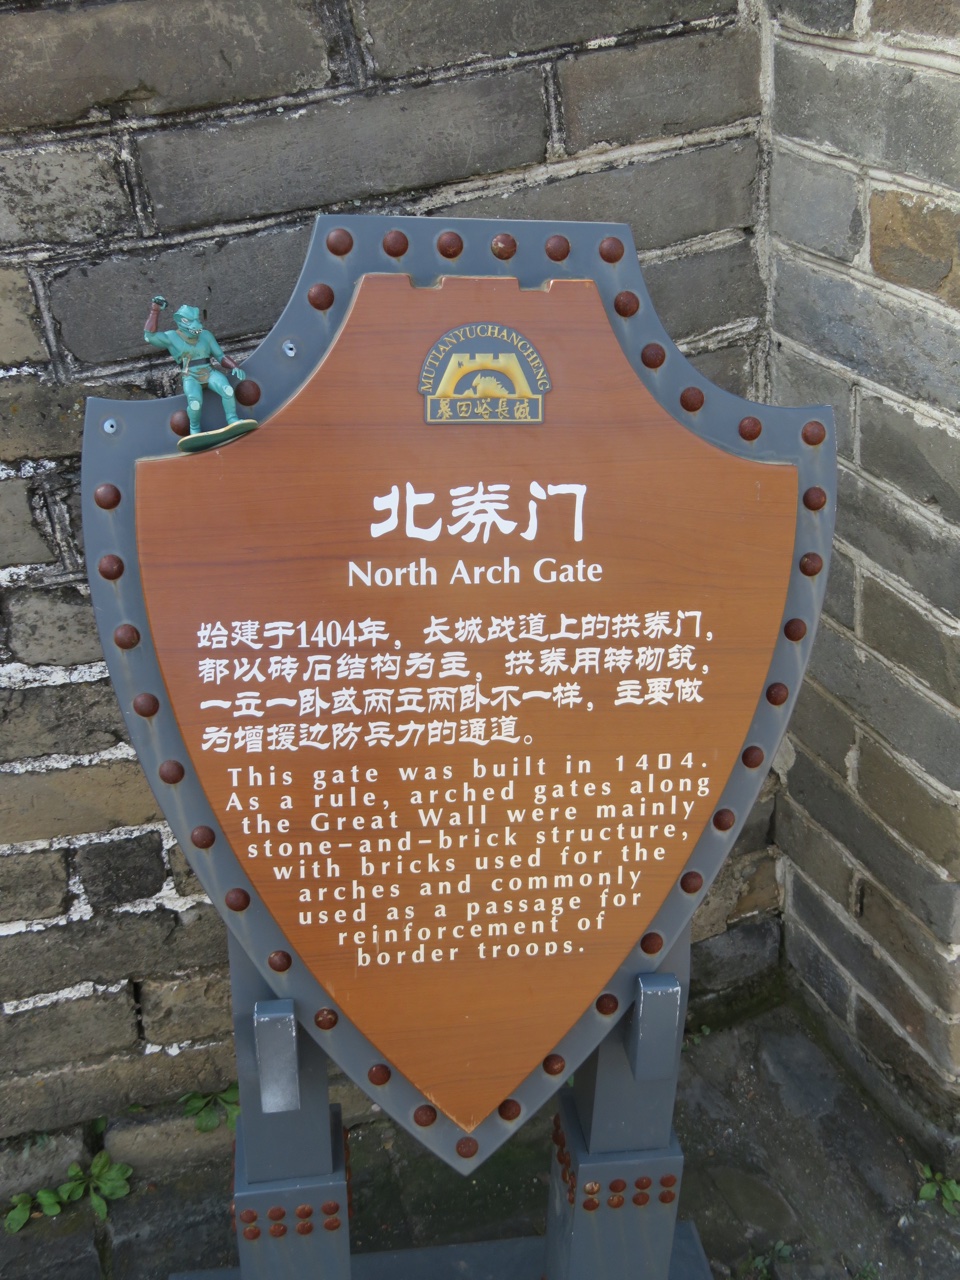 MUTIANYUCHANGCHENG
慕田峪長城
北券门
North Arch Gate
始建于1404年，长城战道上的拱券门，
都以砖石结构为主，拱券用转砌筑，
一立一卧或两立两卧不一样，主要做
为增援边防兵力的通道。
This gate was built in 1404.
As a rule, arched gates along
the Great Wall were mainly
stone-and-brick structure,
with bricks used for the
arches and commonly
used as a passage for
reinforcement of
border troops.